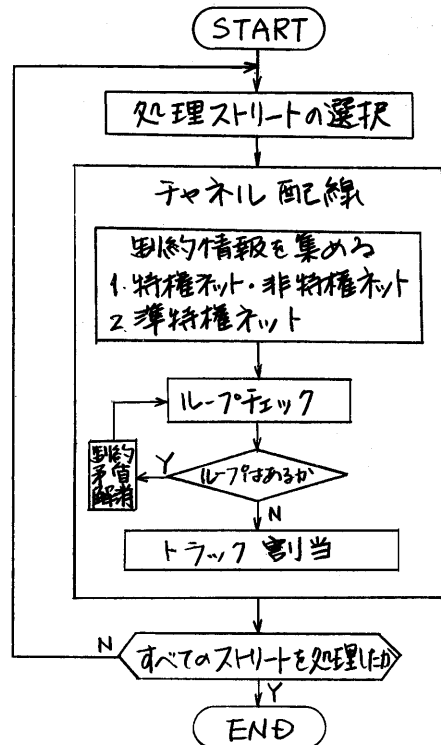 START
処理ストリートの選択
チャネル配線
制約情報を集める
1. 特権ネット・非特権ネット
2. 準特権ネット
ループチェック
制約
矛盾
解消
Y
ループはあるか
N
トラック割当
N
すべてのストリートを処理したか
Y
END